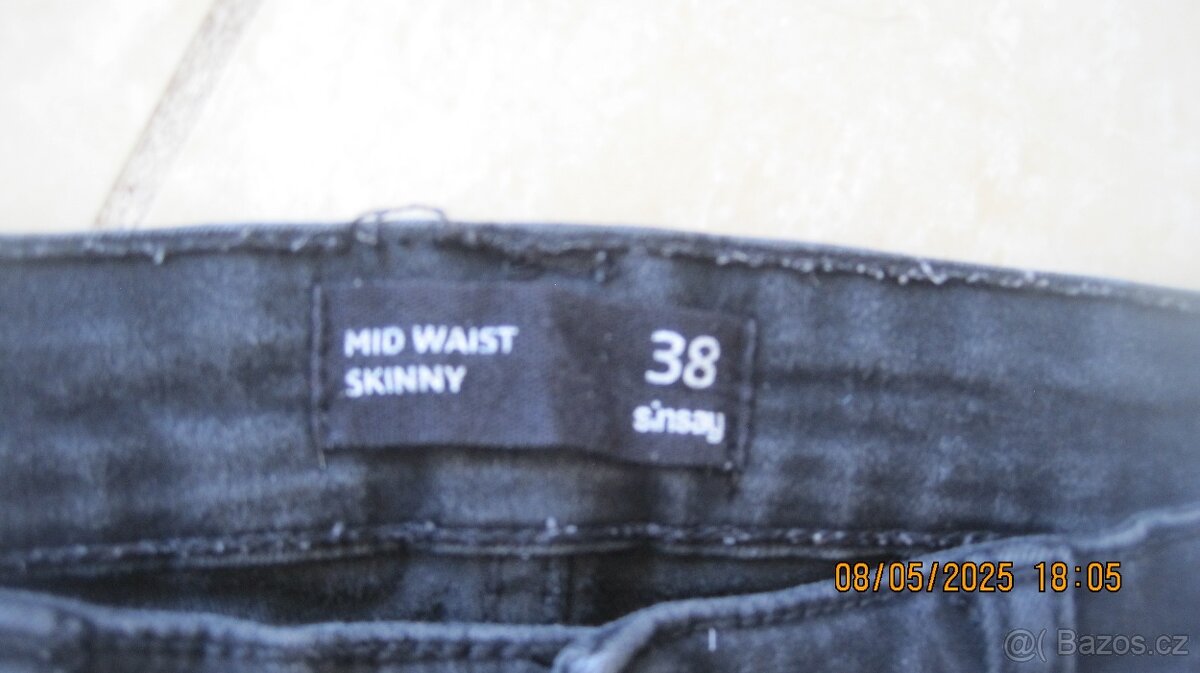 MID WAIST
SKINNY
38
sinsay
08/05/2025 18:05
@( Bazos.cz